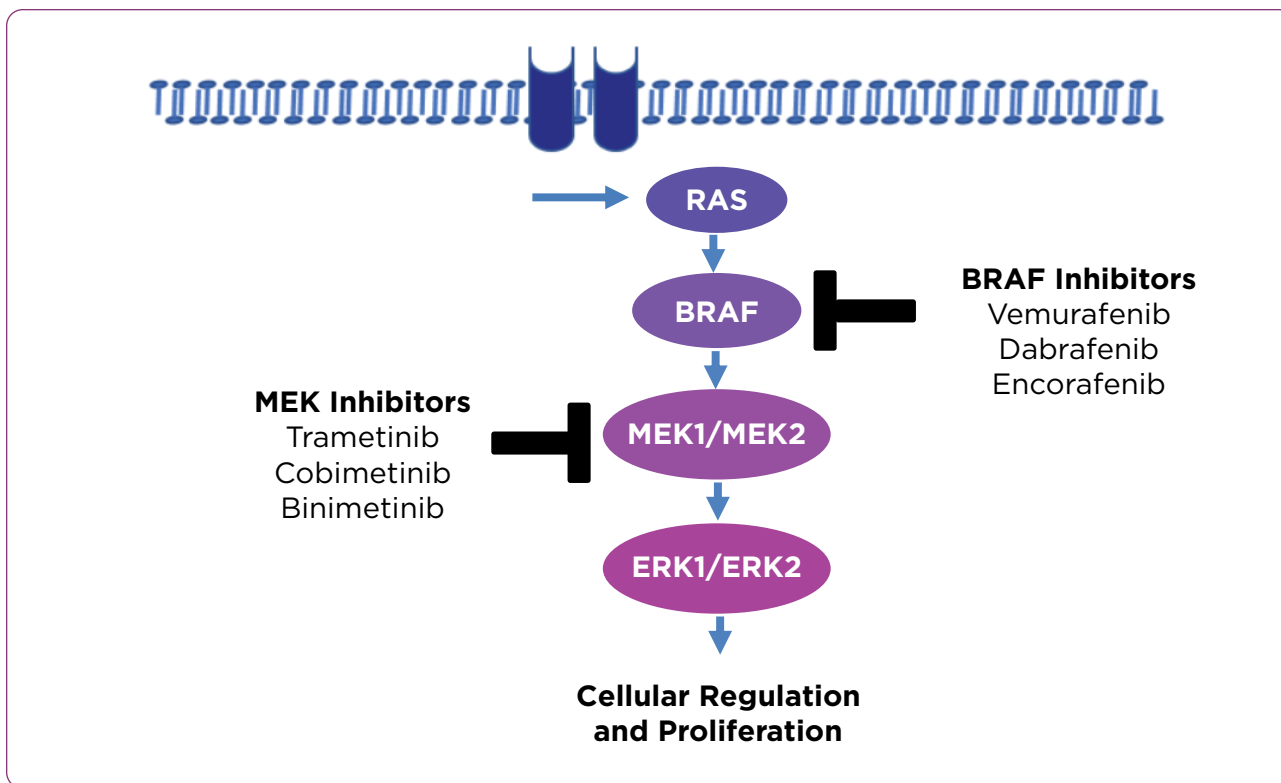 RAS
BRAF
BRAF Inhibitors
Vemurafenib
Dabrafenib
Encorafenib
MEK Inhibitors
Trametinib
Cobimetinib
Binimetinib
MEK1/MEK2
ERK1/ERK2
Cellular Regulation
and Proliferation